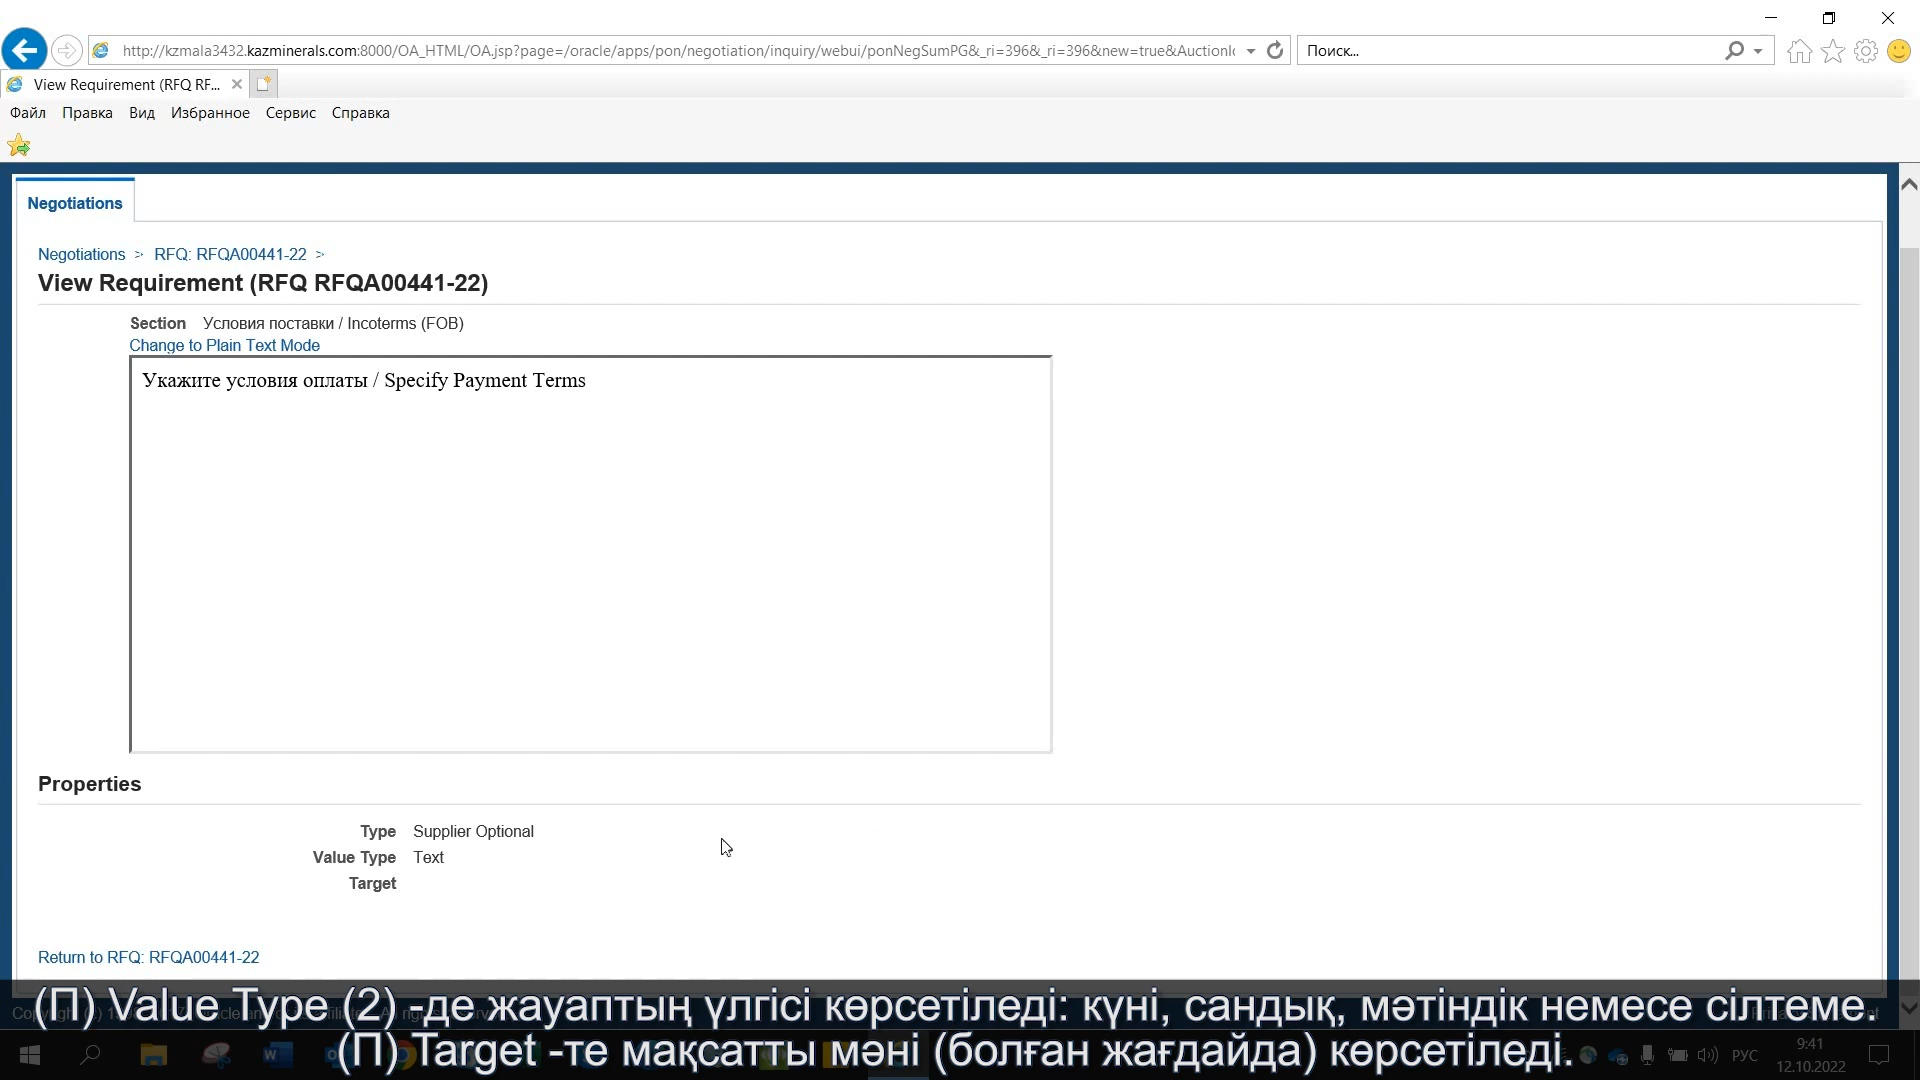 http://kzmala3432.kazminerals.com:8000/OA_HTML/OA.jsp?page=/oracle/apps/pon/negotiation/inquiry/webui/ponNegSumPG&_ri=396&_ri=396&new=true&AuctionI
Поиск...
View Requirement (RFQ RF...
Файл Правка Вид Избранное Сервис Справка
Negotiations
Negotiations > RFQ: RFQA00441-22 >
View Requirement (RFQ RFQA00441-22)
Section Условия поставки / Incoterms (FOB)
Change to Plain Text Mode
Укажите условия оплаты / Specify Payment Terms
Properties
Type Supplier Optional
Value Type Text
Target
Return to RFQ: RFQA00441-22
(П) Value Type (2) -де жауаптың үлгісі көрсетіледі: күні, сандық, мәтіндік немесе сілтеме.
(П) Target -те мақсатты мәні (болған жағдайда) көрсетіледі.
РУС
9:41
12.10.2022